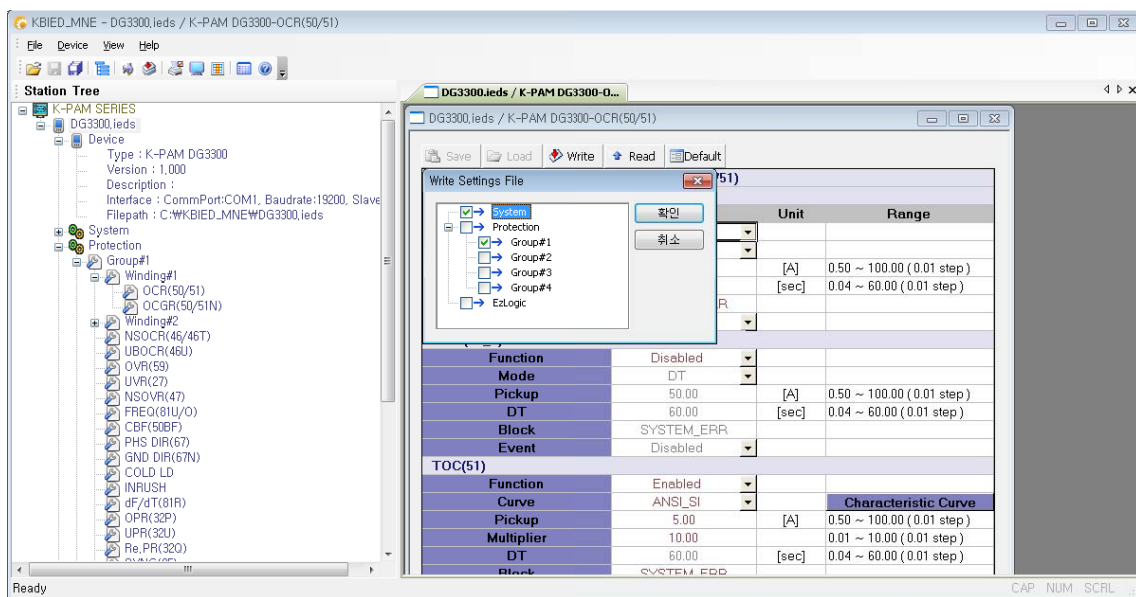 KBIED_MNE - DG3300.ieds / K-PAM DG3300-OCR(50/51)
File Device View Help
Station Tree
K-PAM SERIES
DG3300.ieds
Device
Type : K-PAM DG3300
Version : 1.000
Description :
Interface : CommPort:COM1, Baudrate:19200, Slave
Filepath : C:₩KBIED_MNE₩DG3300.ieds
System
Protection
Group#1
Winding#1
OCR(50/51)
OCGR(50/51N)
Winding#2
NSOCR(46/46T)
UBOCR(46U)
OVR(59)
UVR(27)
NSOVR(47)
FREQ(81U/O)
CBF(50BF)
PHS DIR(67)
GND DIR(67N)
COLD LD
INRUSH
dF/dT(81R)
OPR(32P)
UPR(32U)
Re.PR(32Q)
DG3300.ieds / K-PAM DG3300-O...
DG3300.ieds / K-PAM DG3300-OCR(50/51)
Save Load Write Read Default
/51)
Unit Range
[A] 0.50 ~ 100.00 ( 0.01 step )
[sec] 0.04 ~ 60.00 ( 0.01 step )
R
Write Settings File
System
Protection
Group#1
Group#2
Group#3
Group#4
EzLogic
확인
취소
Function Disabled
Mode DT
Pickup 50.00 [A] 0.50 ~ 100.00 ( 0.01 step )
DT 60.00 [sec] 0.04 ~ 60.00 ( 0.01 step )
Block SYSTEM_ERR
Event Disabled
TOC(51)
Function Enabled
Curve ANSI_SI Characteristic Curve
Pickup 5.00 [A] 0.50 ~ 100.00 ( 0.01 step )
Multiplier 10.00 0.01 ~ 10.00 ( 0.01 step )
DT 60.00 [sec] 0.04 ~ 60.00 ( 0.01 step )
Block SYSTEM_ERR
Ready
CAP NUM SCRL